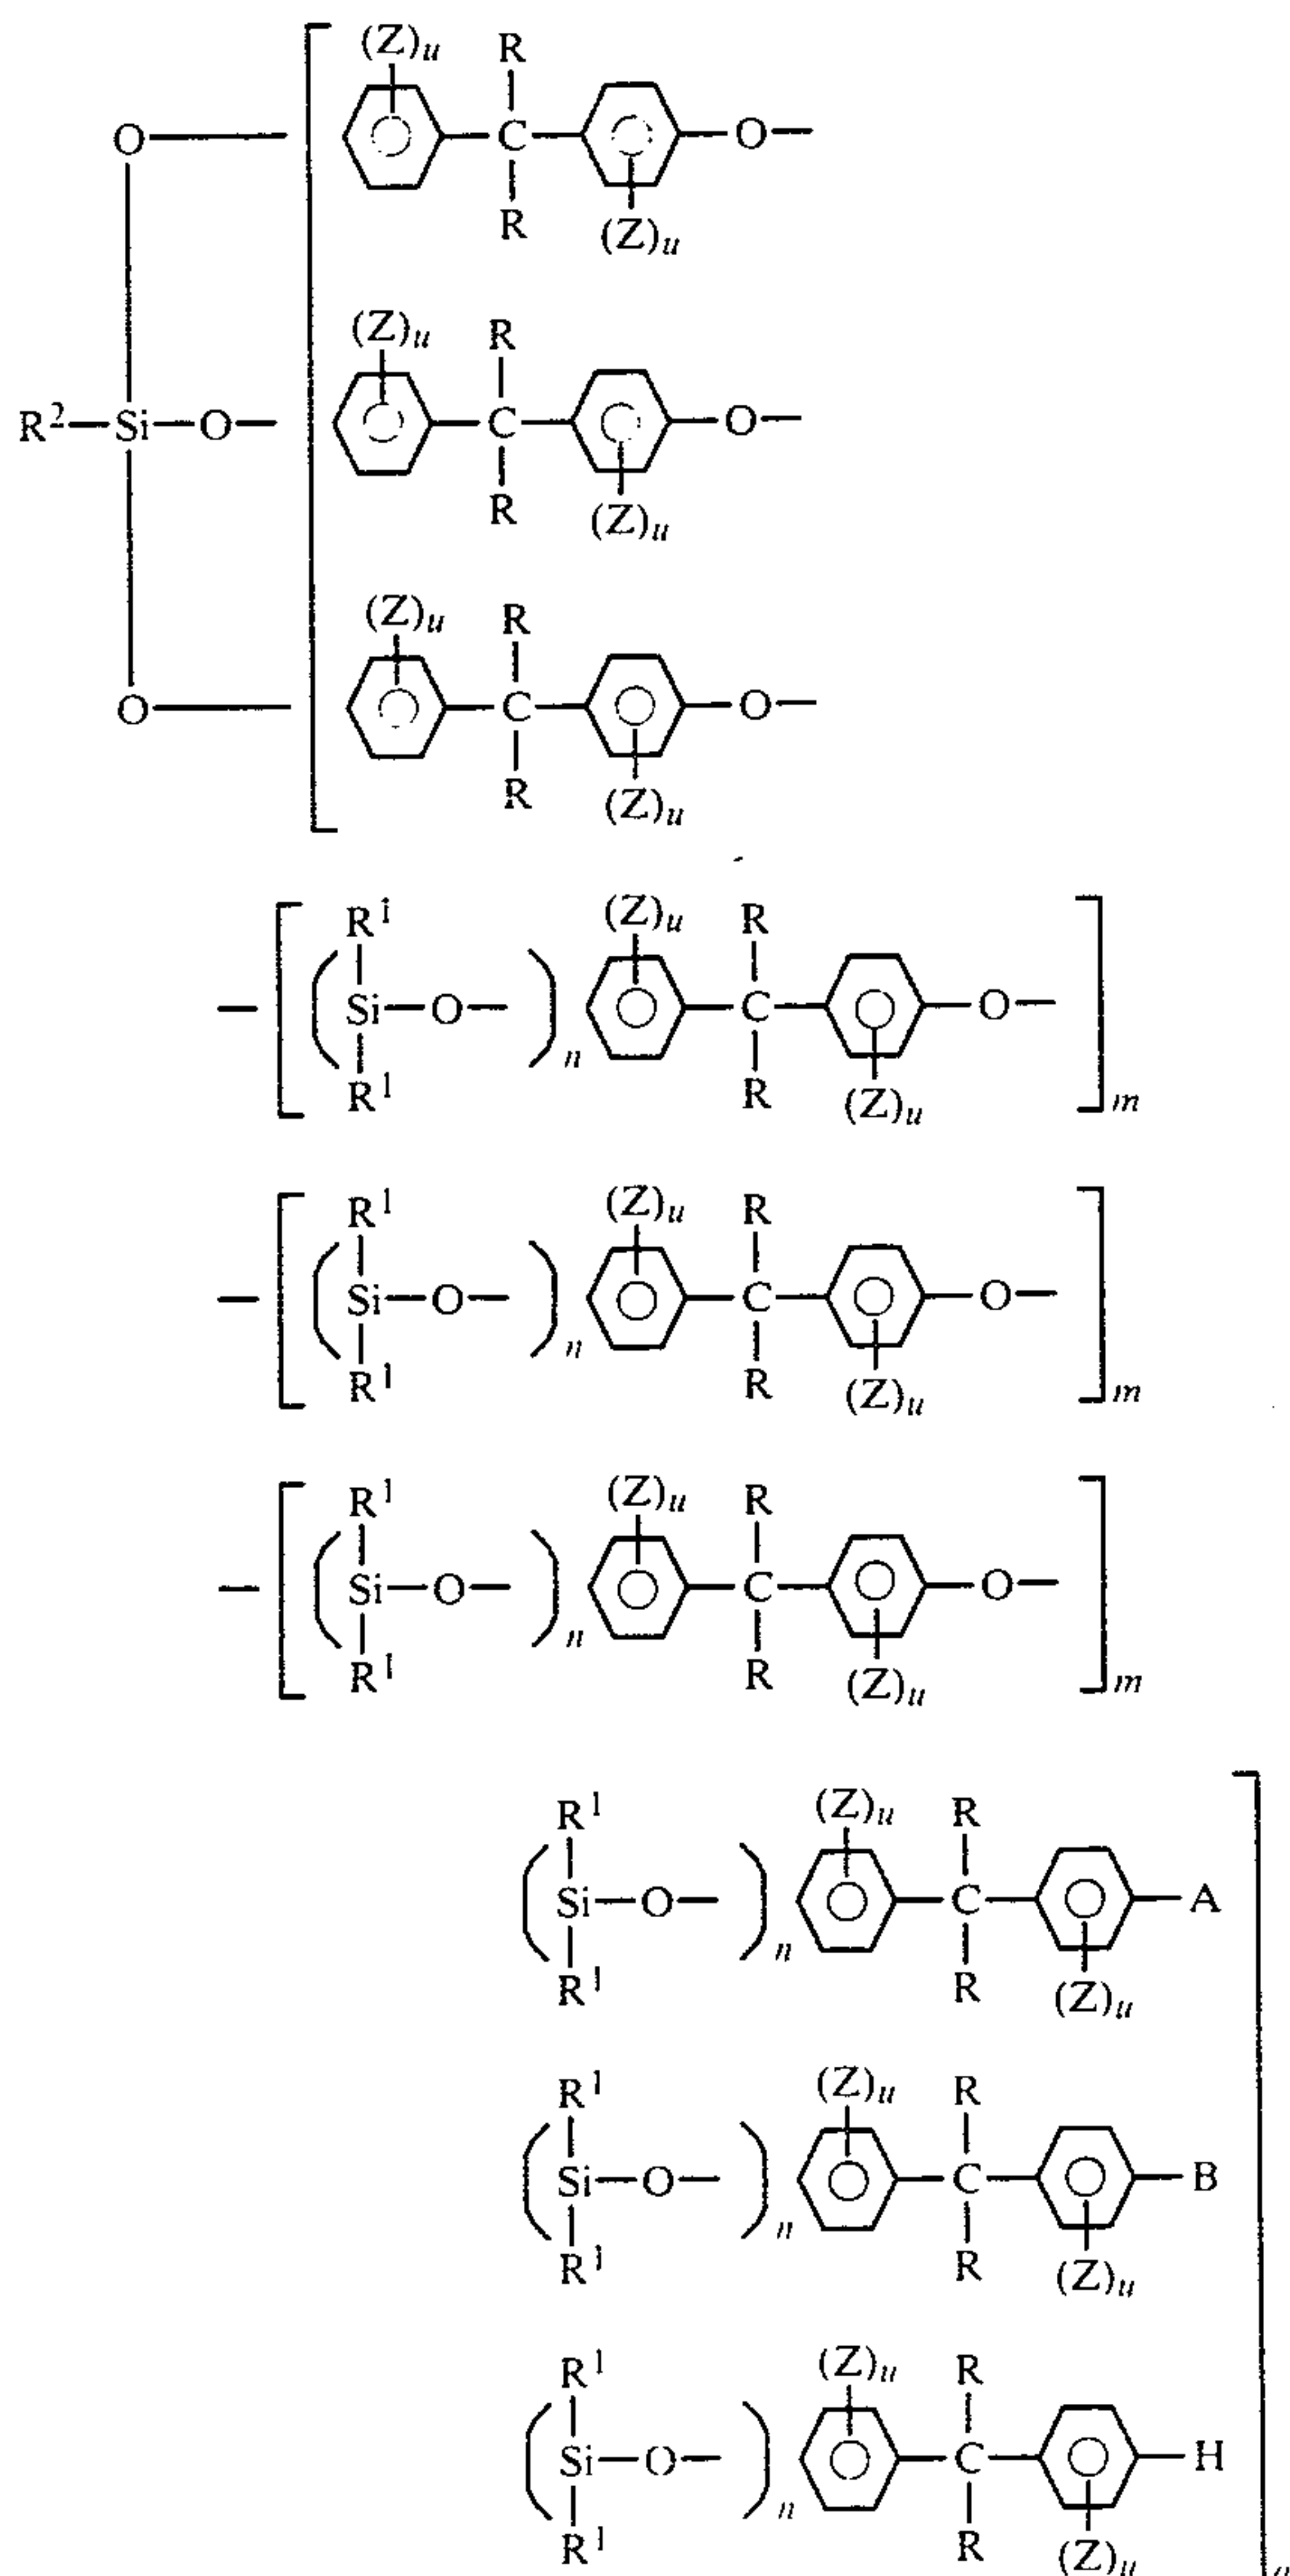 (Z)u R
O C O
R (Z)u
(Z)u R
R2 Si O C O
R (Z)u
(Z)u R
O C O
R (Z)u
R1 (Z)u R
Si O n C O
R1 R (Z)u m
R1 (Z)u R
Si O n C O
R1 R (Z)u m
R1 (Z)u R
Si O n C O
R1 R (Z)u m
R1 (Z)u R
Si O n C A
R1 R (Z)u
R1 (Z)u R
Si O n C B
R1 R (Z)u
R1 (Z)u R
Si O n C H
R1 R (Z)u